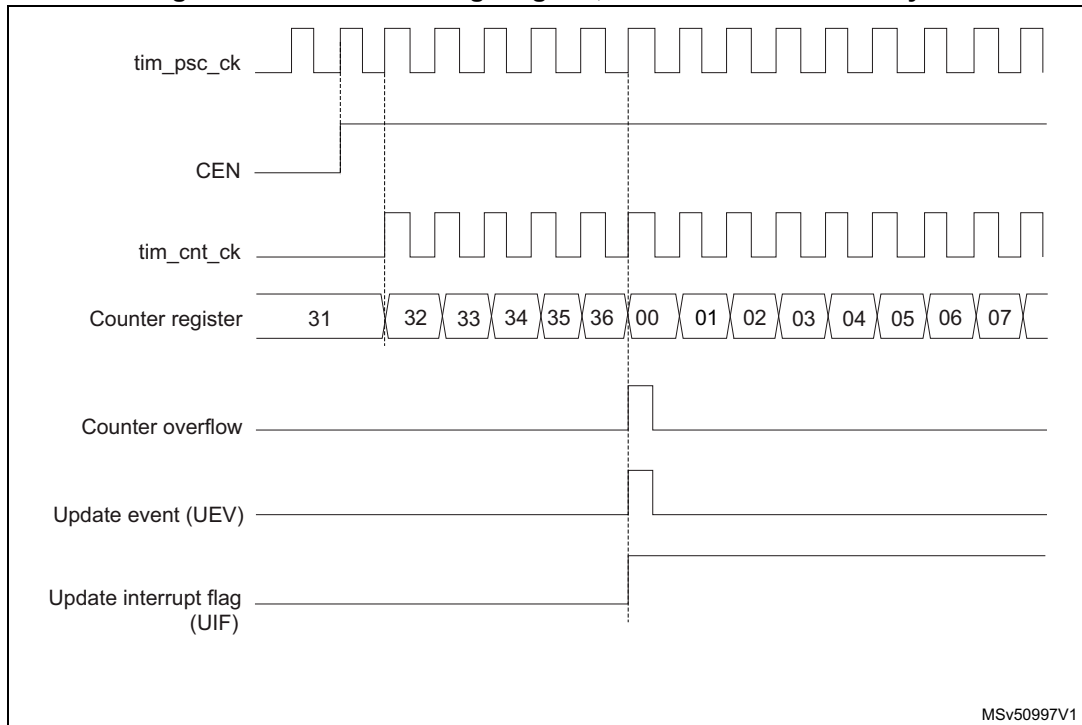 tim_psc_ck
CEN
tim_cnt_ck
Counter register 31 32 33 34 35 36 00 01 02 03 04 05 06 07
Counter overflow
Update event (UEV)
Update interrupt flag
(UIF)
MSv50997V1